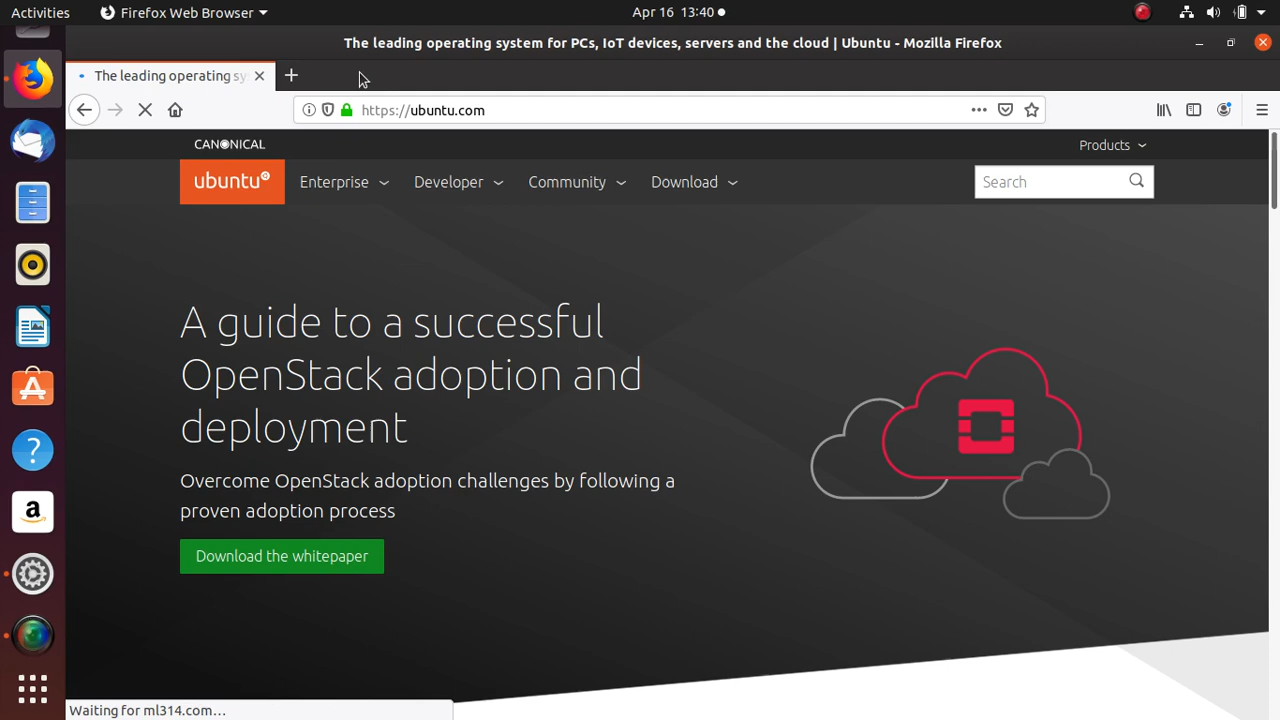 Activities
Firefox Web Browser
Apr 16 13:40
The leading operating system for PCs, IoT devices, servers and the cloud | Ubuntu - Mozilla Firefox
The leading operating sy
https://ubuntu.com
CANONICAL
Products
ubuntu
Enterprise
Developer
Community
Download
Search
A guide to a successful
OpenStack adoption and
deployment
Overcome OpenStack adoption challenges by following a
proven adoption process
Download the whitepaper
Waiting for ml314.com...